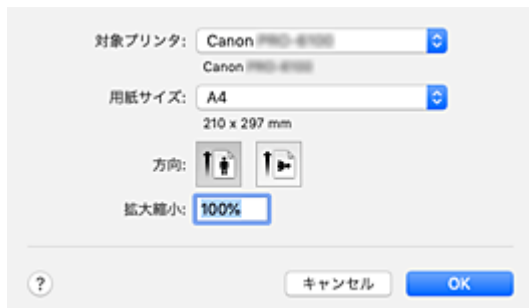 対象プリンタ: Canon
Canon
用紙サイズ: A4
210 x 297 mm
方向:
拡大縮小: 100%
? キャンセル OK